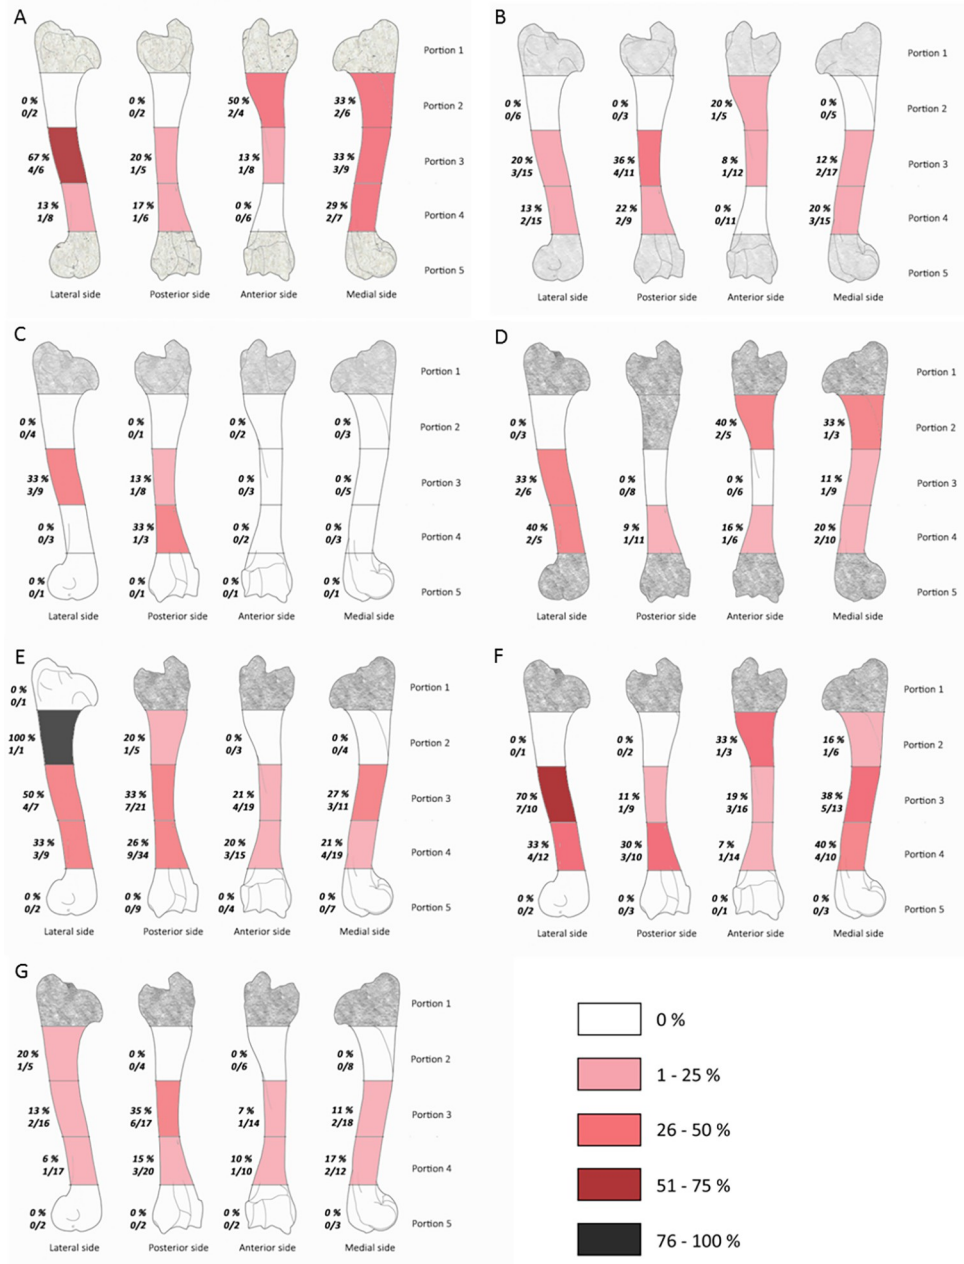 A
Portion 1
0 %
0/2
0 %
0/2
50 %
2/4
33 %
2/6
Portion 2
67 %
4/6
20 %
1/5
13 %
1/8
33 %
3/9
Portion 3
13 %
1/8
17 %
1/6
0 %
0/6
29 %
2/7
Portion 4
Portion 5
Lateral side
Posterior side
Anterior side
Medial side
B
Portion 1
0 %
0/6
0 %
0/3
20 %
1/5
0 %
0/5
Portion 2
20 %
3/15
36 %
4/11
8 %
1/12
12 %
2/17
Portion 3
13 %
2/15
22 %
2/9
0 %
0/11
20 %
3/15
Portion 4
Portion 5
Lateral side
Posterior side
Anterior side
Medial side
C
Portion 1
0 %
0/4
0 %
0/1
0 %
0/2
0 %
0/3
Portion 2
33 %
3/9
13 %
1/8
0 %
0/3
0 %
0/5
Portion 3
0 %
0/3
33 %
1/3
0 %
0/2
0 %
0/3
Portion 4
0 %
0/1
0 %
0/1
0 %
0/1
0 %
0/1
Portion 5
Lateral side
Posterior side
Anterior side
Medial side
D
Portion 1
0 %
0/3
40 %
2/5
33 %
1/3
Portion 2
33 %
2/6
0 %
0/8
0 %
0/6
11 %
1/9
Portion 3
40 %
2/5
9 %
1/11
16 %
1/6
20 %
2/10
Portion 4
Portion 5
Lateral side
Posterior side
Anterior side
Medial side
E
0 %
0/1
Portion 1
100 %
1/1
20 %
1/5
0 %
0/3
0 %
0/4
Portion 2
50 %
4/7
33 %
7/21
21 %
4/19
27 %
3/11
Portion 3
33 %
3/9
26 %
9/34
20 %
3/15
21 %
4/19
Portion 4
0 %
0/2
0 %
0/9
0 %
0/4
0 %
0/7
Portion 5
Lateral side
Posterior side
Anterior side
Medial side
F
Portion 1
0 %
0/1
0 %
0/2
33 %
1/3
16 %
1/6
Portion 2
70 %
7/10
11 %
1/9
19 %
3/16
38 %
5/13
Portion 3
33 %
4/12
30 %
3/10
7 %
1/14
40 %
4/10
Portion 4
0 %
0/2
0 %
0/3
0 %
0/1
0 %
0/3
Portion 5
Lateral side
Posterior side
Anterior side
Medial side
G
Portion 1
20 %
1/5
0 %
0/4
0 %
0/6
0 %
0/8
Portion 2
13 %
2/16
35 %
6/17
7 %
1/14
11 %
2/18
Portion 3
6 %
1/17
15 %
3/20
10 %
1/10
17 %
2/12
Portion 4
0 %
0/2
0 %
0/2
0 %
0/2
0 %
0/3
Portion 5
Lateral side
Posterior side
Anterior side
Medial side
0 %
1 - 25 %
26 - 50 %
51 - 75 %
76 - 100 %